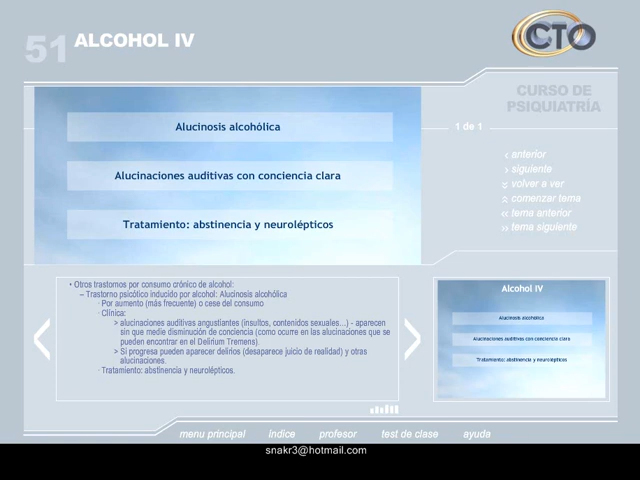 51 ALCOHOL IV
CTO
CURSO DE
PSIQUIATRÍA
Alucinosis alcohólica
Alucinaciones auditivas con conciencia clara
Tratamiento: abstinencia y neurolépticos
1 de 1
‹ anterior
› siguiente
volver a ver
comenzar tema
‹‹ tema anterior
›› tema siguiente
• Otros trastornos por consumo crónico de alcohol:
– Trastorno psicótico inducido por alcohol: Alucinosis alcohólica
· Por aumento (más frecuente) o cese del consumo
· Clínica:
> alucinaciones auditivas angustiantes (insultos, contenidos sexuales...) - aparecen
sin que medie disminución de conciencia (como ocurre en las alucinaciones que se
pueden encontrar en el Delirium Tremens).
> Si progresa pueden aparecer delirios (desaparece juicio de realidad) y otras
alucinaciones.
· Tratamiento: abstinencia y neurolépticos.
Alcohol IV
Alucinosis alcohólica
Alucinaciones auditivas con conciencia clara
Tratamiento: abstinencia y neurolépticos
menu principal indice profesor test de clase ayuda
snakr3@hotmail.com